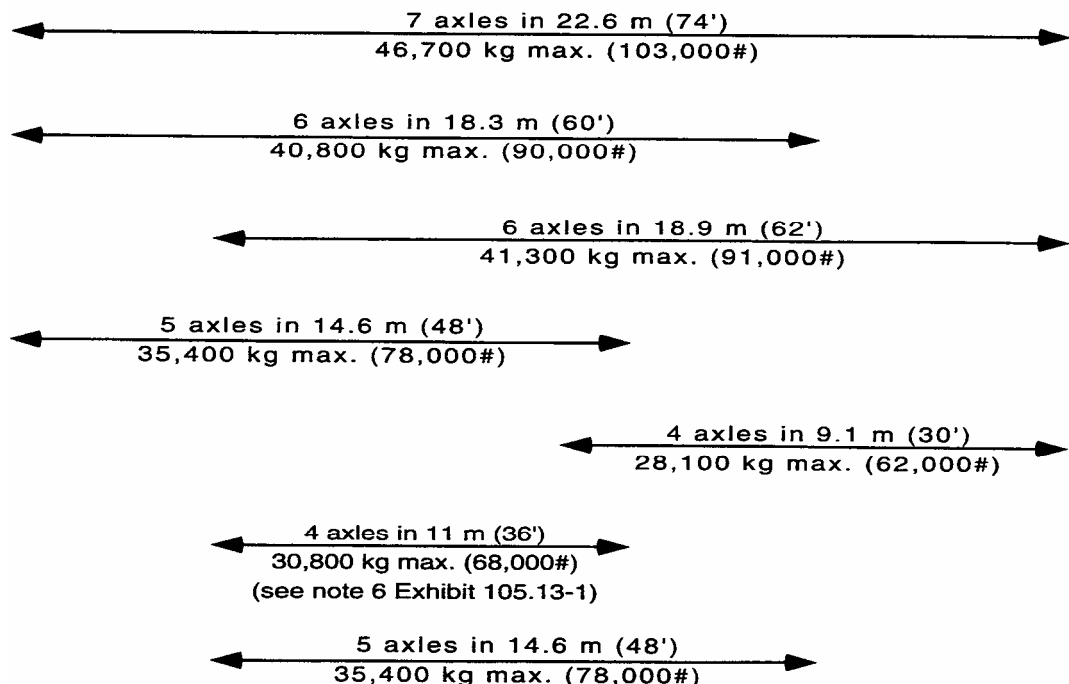 7 axles in 22.6 m (74')
46,700 kg max. (103,000#)
6 axles in 18.3 m (60')
40,800 kg max. (90,000#)
6 axles in 18.9 m (62')
41,300 kg max. (91,000#)
5 axles in 14.6 m (48')
35,400 kg max. (78,000#)
4 axles in 9.1 m (30')
28,100 kg max. (62,000#)
4 axles in 11 m (36')
30,800 kg max. (68,000#)
(see note 6 Exhibit 105.13-1)
5 axles in 14.6 m (48')
35,400 kg max. (78,000#)